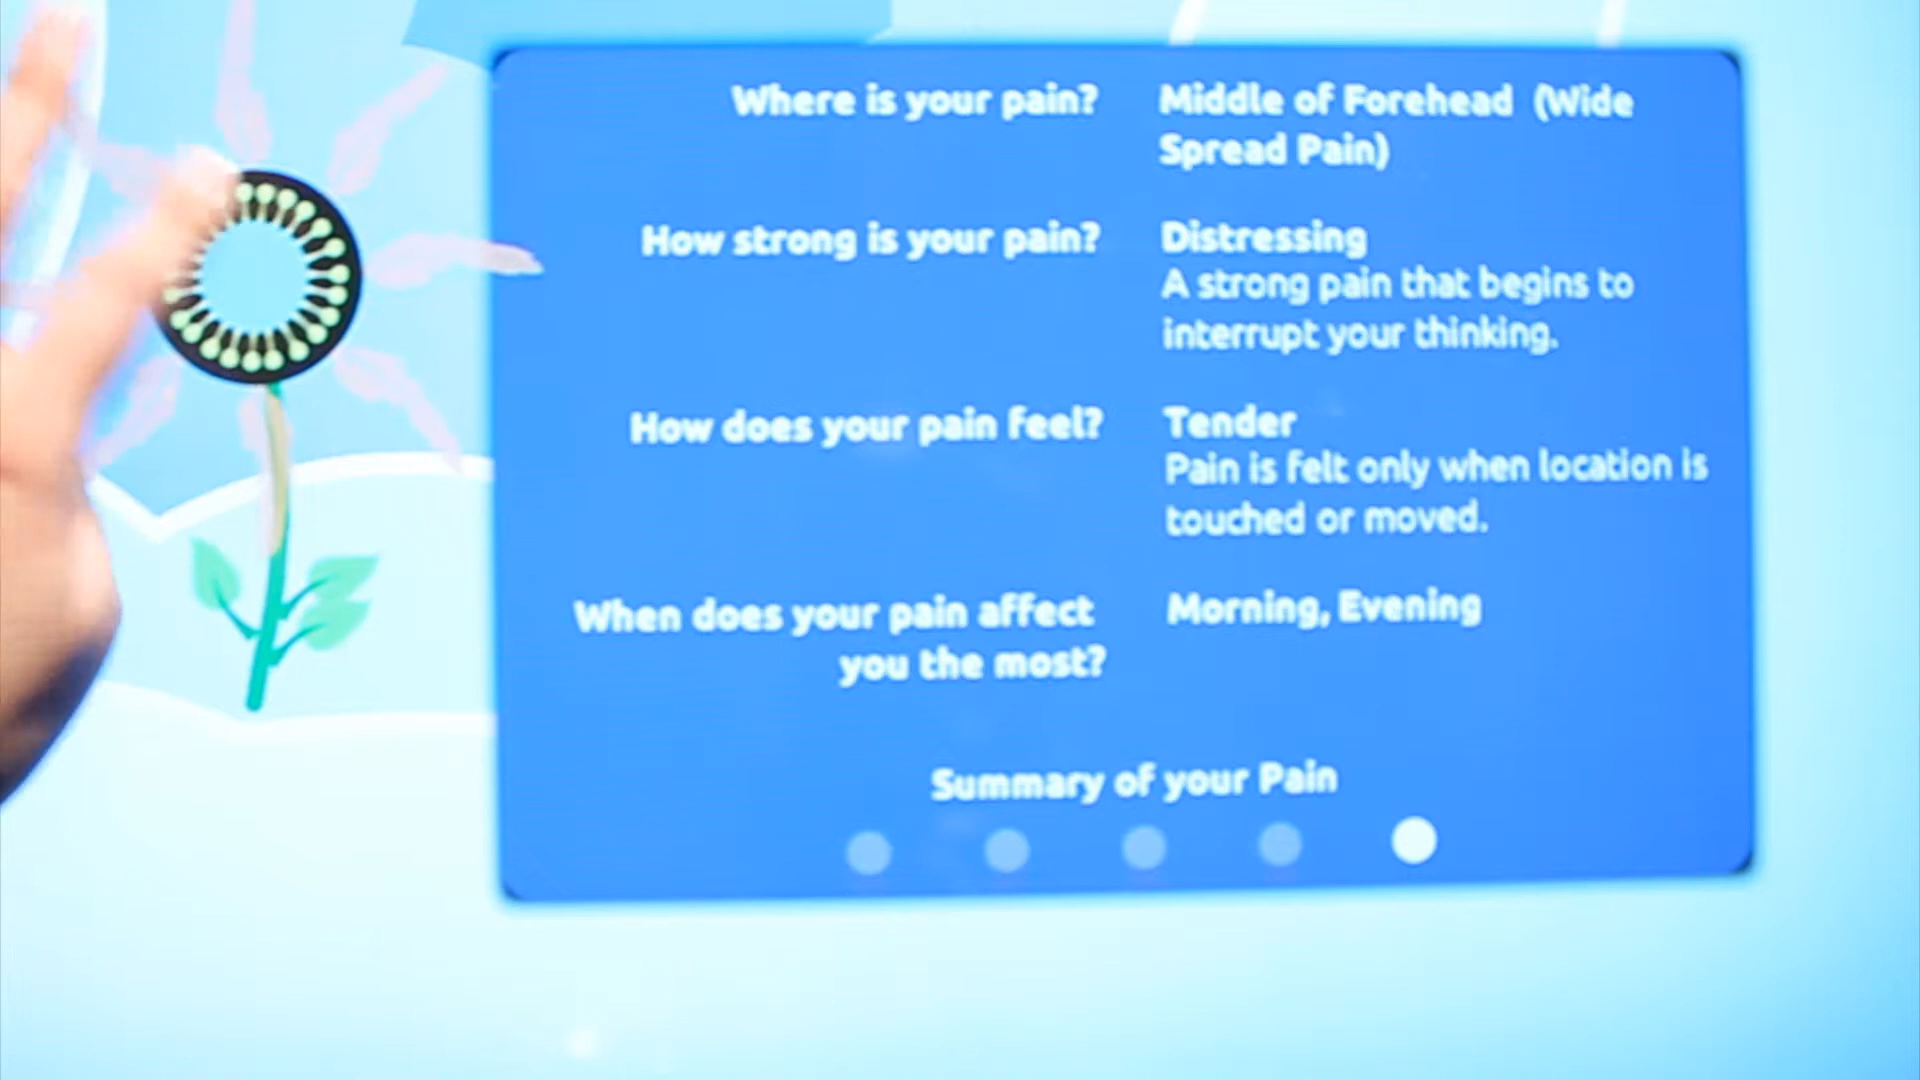 Where is your pain?
Middle of Forehead (Wide
Spread Pain)
How strong is your pain?
Distressing
A strong pain that begins to
interrupt your thinking.
How does your pain feel?
Tender
Pain is felt only when location is
touched or moved.
When does your pain affect
you the most?
Morning, Evening
Summary of your Pain